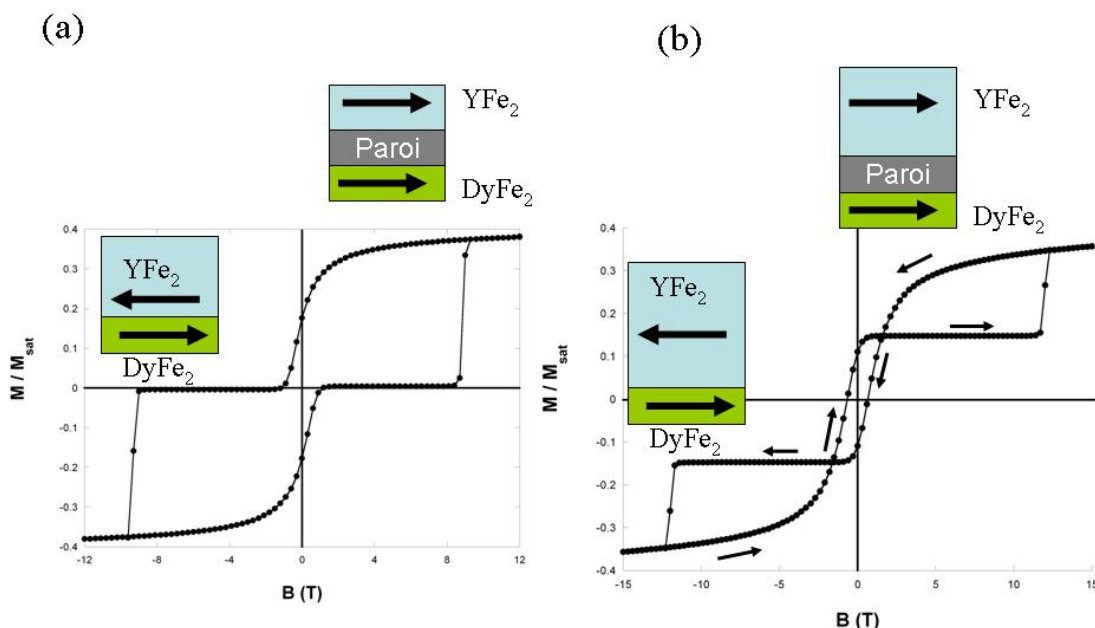 (a)
YFe₂
Paroi
DyFe₂
YFe₂
DyFe₂
M / M_sat
0.4
0.3
0.2
0.1
0
-0.1
-0.2
-0.3
-0.4
-12
-8
-4
0
4
8
12
B (T)
(b)
YFe₂
Paroi
DyFe₂
YFe₂
DyFe₂
M / M_sat
0.4
0.3
0.2
0.1
0
-0.1
-0.2
-0.3
-0.4
-15
-10
-5
0
5
10
15
B (T)